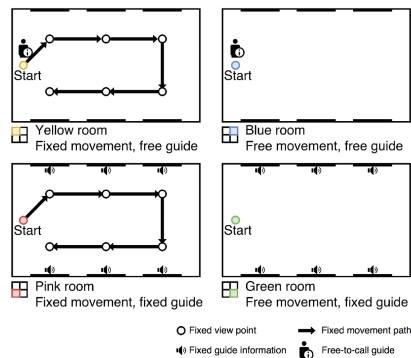 Start
Start
Yellow room
Fixed movement, free guide
Blue room
Free movement, free guide
Start
Start
Pink room
Fixed movement, fixed guide
Green room
Free movement, fixed guide
Fixed view point
Fixed movement path
Fixed guide information
Free-to-call guide